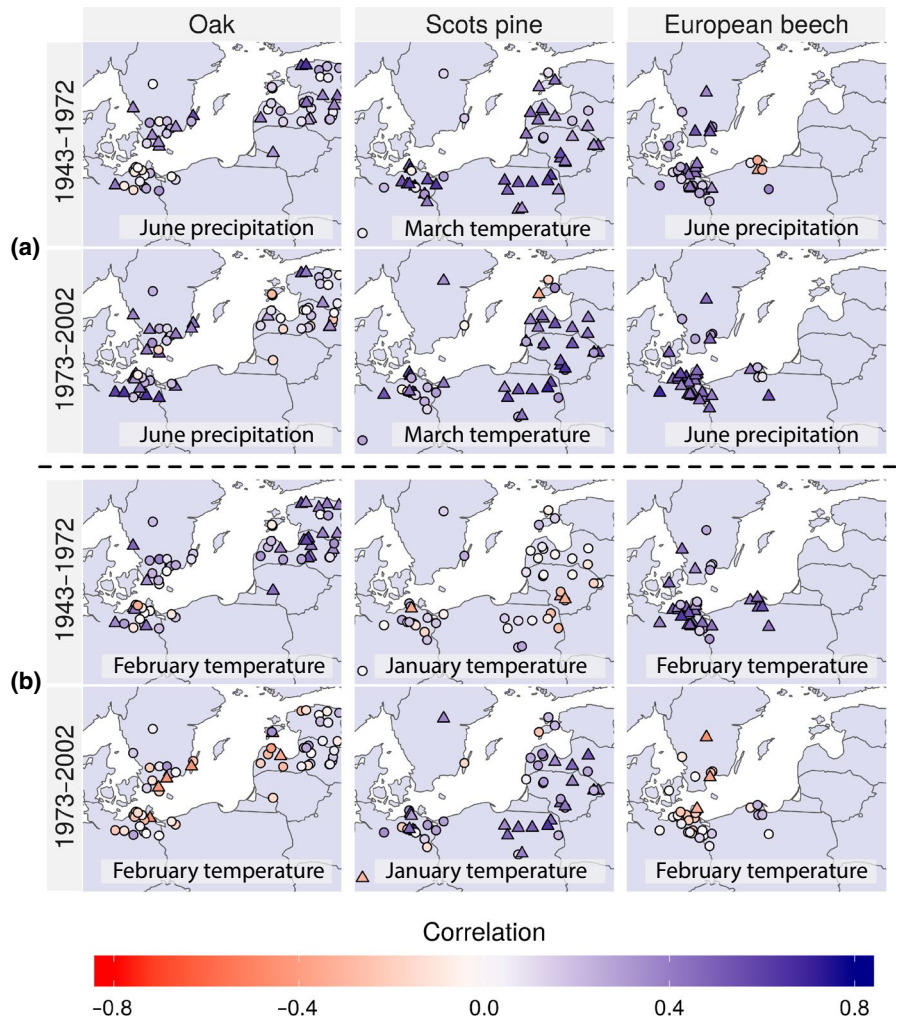 Oak Scots pine European beech
(a)
1943–1972
June precipitation March temperature June precipitation
1973–2002
June precipitation March temperature June precipitation
(b)
1943–1972
February temperature January temperature February temperature
1973–2002
February temperature January temperature February temperature
Correlation
−0.8 −0.4 0.0 0.4 0.8